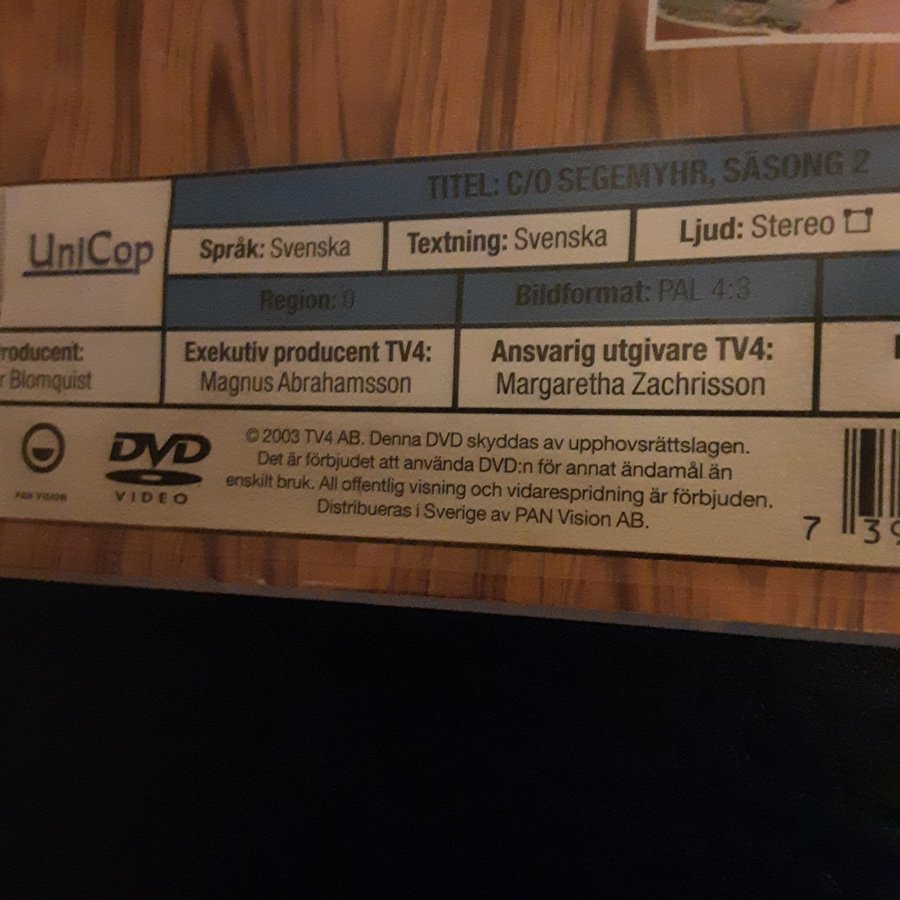 TITEL: C/O SEGEMYHR, SÄSONG 2
UniCop
Språk: Svenska
Textning: Svenska
Ljud: Stereo
Region: 0
Bildformat: PAL 4:3
roducent:
r Blomquist
Exekutiv producent TV4:
Magnus Abrahamsson
Ansvarig utgivare TV4:
Margaretha Zachrisson
PAN VISION
DVD
VIDEO
© 2003 TV4 AB. Denna DVD skyddas av upphovsrättslagen.
Det är förbjudet att använda DVD:n för annat ändamål än
enskilt bruk. All offentlig visning och vidarespridning är förbjuden.
Distribueras i Sverige av PAN Vision AB.
7 39